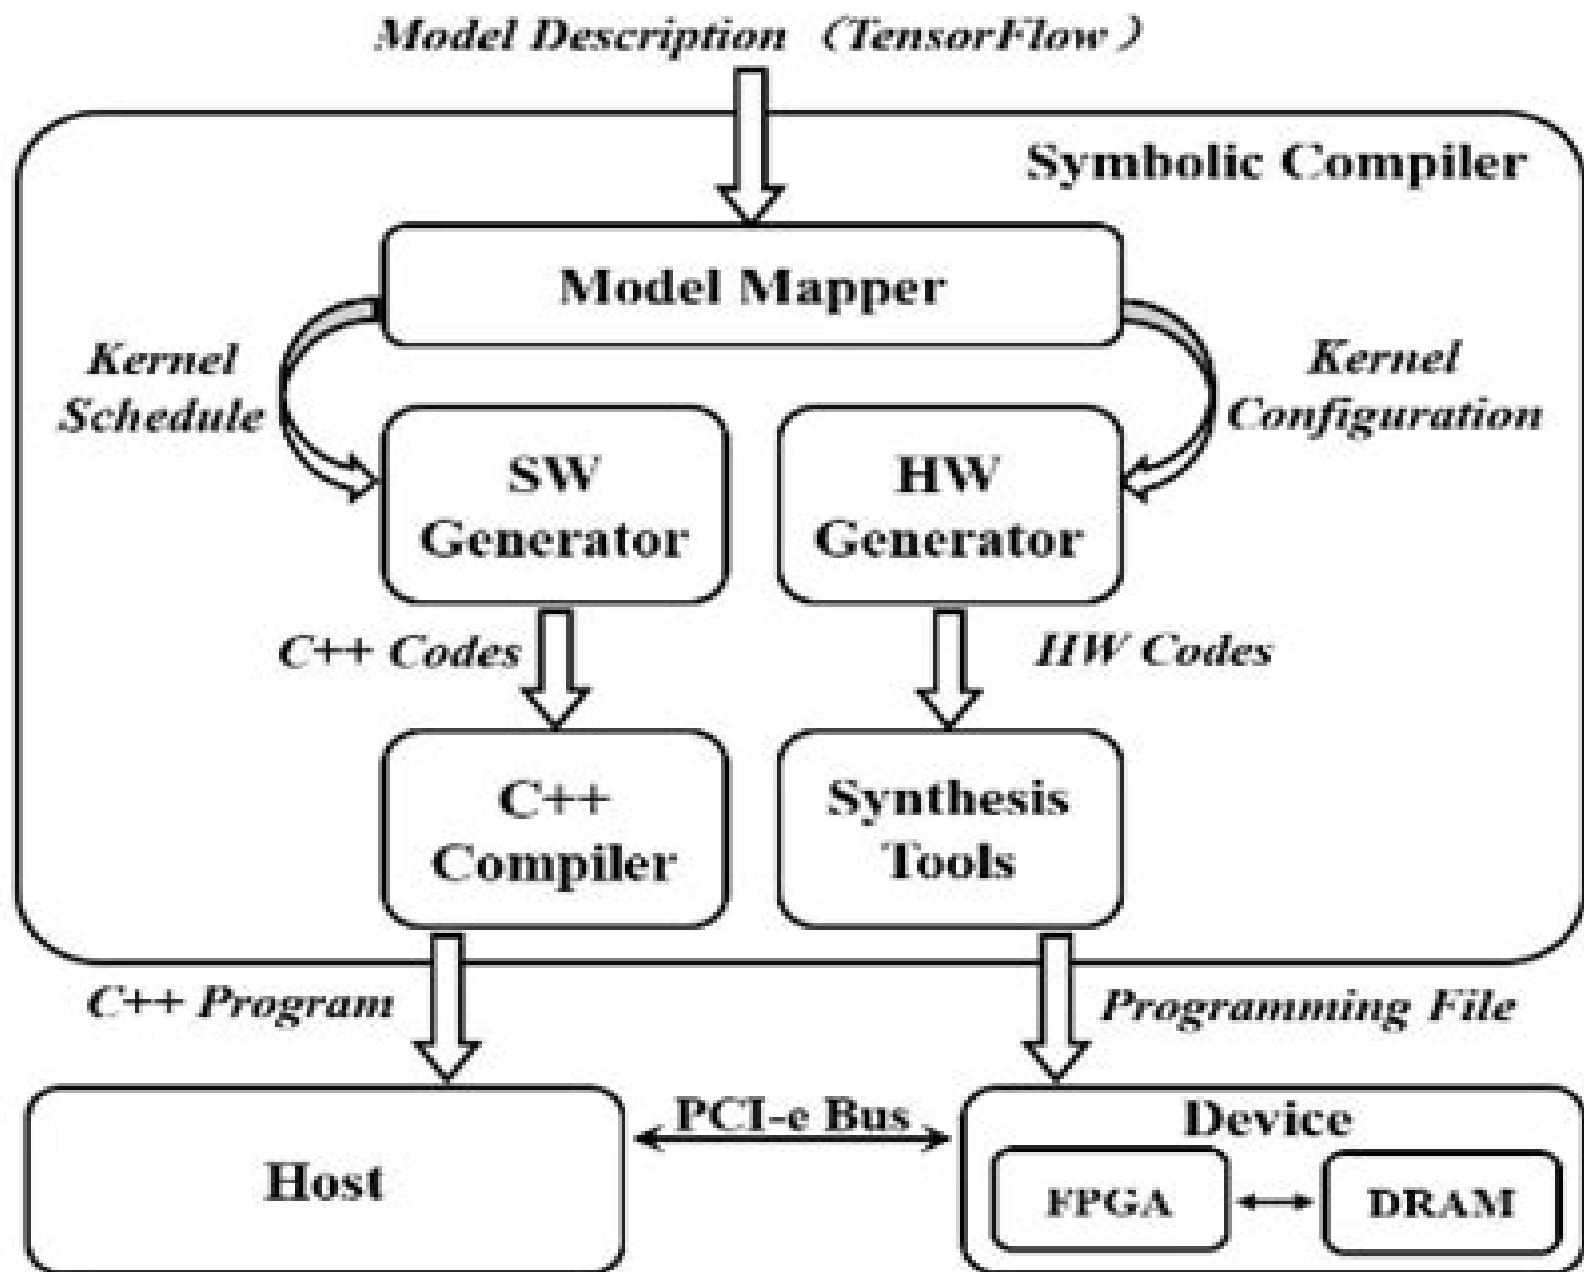 Model Description（TensorFlow）
Symbolic Compiler
Model Mapper
Kernel
Schedule
Kernel
Configuration
SW
Generator
HW
Generator
C++ Codes
HW Codes
C++
Compiler
Synthesis
Tools
C++ Program
Programming File
Host
PCI-e Bus
Device
FPGA
DRAM